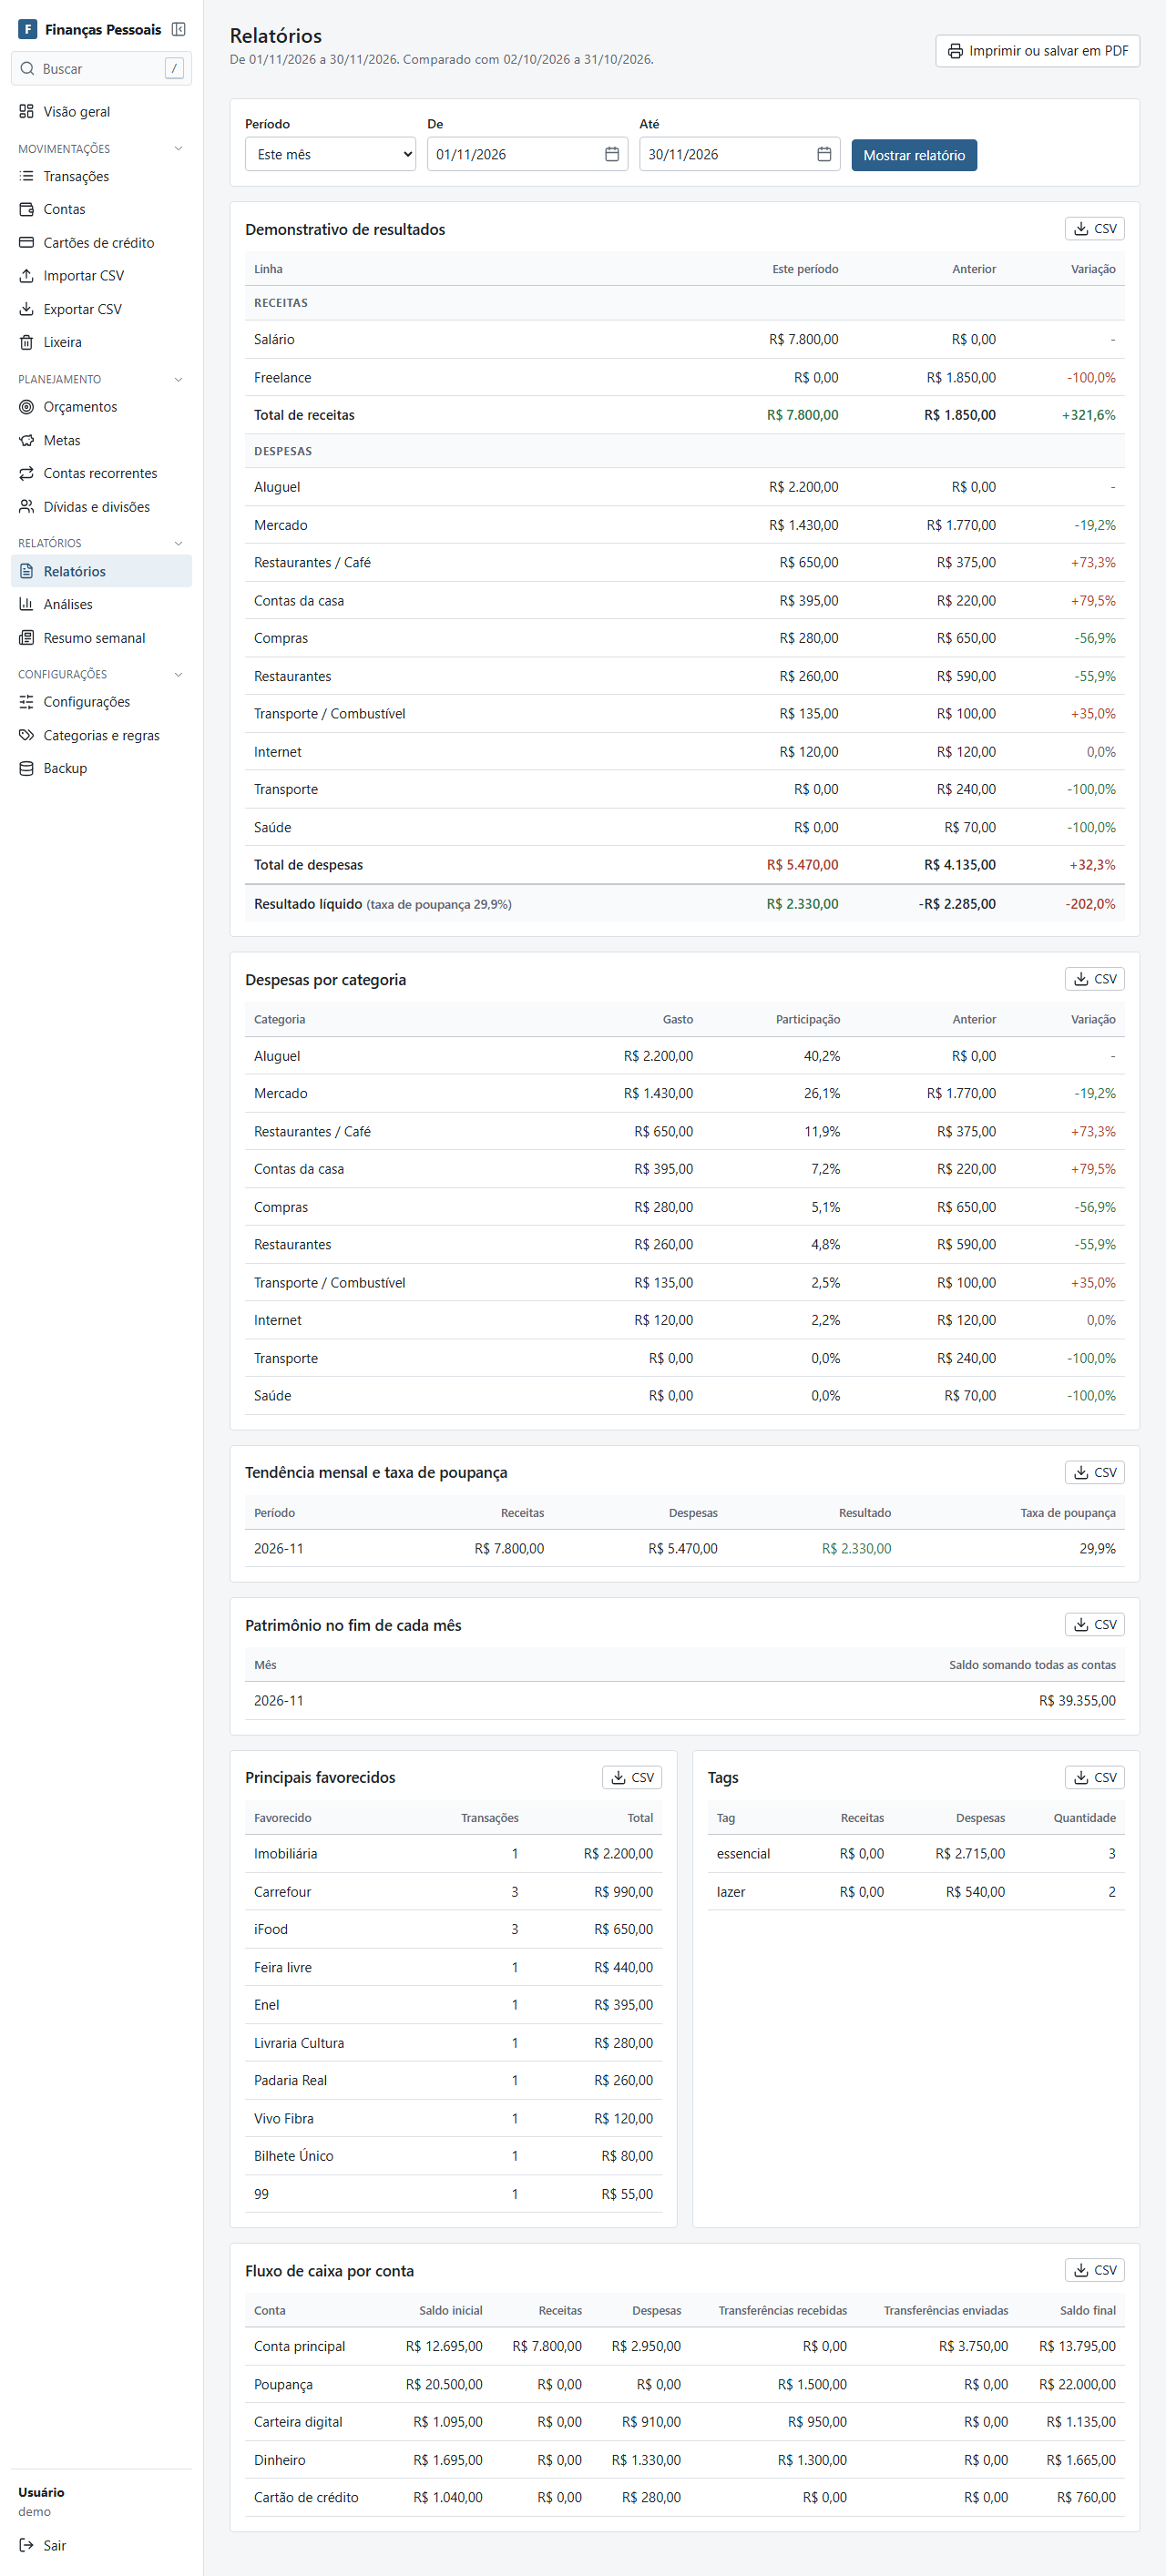 F Finanças Pessoais
Buscar /
Visão geral
MOVIMENTAÇÕES
Transações
Contas
Cartões de crédito
Importar CSV
Exportar CSV
Lixeira
PLANEJAMENTO
Orçamentos
Metas
Contas recorrentes
Dívidas e divisões
RELATÓRIOS
Relatórios
Análises
Resumo semanal
CONFIGURAÇÕES
Configurações
Categorias e regras
Backup
Usuário
demo
Sair
Relatórios
De 01/11/2026 a 30/11/2026. Comparado com 02/10/2026 a 31/10/2026.
Imprimir ou salvar em PDF
Período De Até
Este mês 01/11/2026 30/11/2026 Mostrar relatório
Demonstrativo de resultados CSV
Linha Este período Anterior Variação
RECEITAS
Salário R$ 7.800,00 R$ 0,00 -
Freelance R$ 0,00 R$ 1.850,00 -100,0%
Total de receitas R$ 7.800,00 R$ 1.850,00 +321,6%
DESPESAS
Aluguel R$ 2.200,00 R$ 0,00 -
Mercado R$ 1.430,00 R$ 1.770,00 -19,2%
Restaurantes / Café R$ 650,00 R$ 375,00 +73,3%
Contas da casa R$ 395,00 R$ 220,00 +79,5%
Compras R$ 280,00 R$ 650,00 -56,9%
Restaurantes R$ 260,00 R$ 590,00 -55,9%
Transporte / Combustível R$ 135,00 R$ 100,00 +35,0%
Internet R$ 120,00 R$ 120,00 0,0%
Transporte R$ 0,00 R$ 240,00 -100,0%
Saúde R$ 0,00 R$ 70,00 -100,0%
Total de despesas R$ 5.470,00 R$ 4.135,00 +32,3%
Resultado líquido (taxa de poupança 29,9%) R$ 2.330,00 -R$ 2.285,00 -202,0%
Despesas por categoria CSV
Categoria Gasto Participação Anterior Variação
Aluguel R$ 2.200,00 40,2% R$ 0,00 -
Mercado R$ 1.430,00 26,1% R$ 1.770,00 -19,2%
Restaurantes / Café R$ 650,00 11,9% R$ 375,00 +73,3%
Contas da casa R$ 395,00 7,2% R$ 220,00 +79,5%
Compras R$ 280,00 5,1% R$ 650,00 -56,9%
Restaurantes R$ 260,00 4,8% R$ 590,00 -55,9%
Transporte / Combustível R$ 135,00 2,5% R$ 100,00 +35,0%
Internet R$ 120,00 2,2% R$ 120,00 0,0%
Transporte R$ 0,00 0,0% R$ 240,00 -100,0%
Saúde R$ 0,00 0,0% R$ 70,00 -100,0%
Tendência mensal e taxa de poupança CSV
Período Receitas Despesas Resultado Taxa de poupança
2026-11 R$ 7.800,00 R$ 5.470,00 R$ 2.330,00 29,9%
Patrimônio no fim de cada mês CSV
Mês Saldo somando todas as contas
2026-11 R$ 39.355,00
Principais favorecidos CSV
Favorecido Transações Total
Imobiliária 1 R$ 2.200,00
Carrefour 3 R$ 990,00
iFood 3 R$ 650,00
Feira livre 1 R$ 440,00
Enel 1 R$ 395,00
Livraria Cultura 1 R$ 280,00
Padaria Real 1 R$ 260,00
Vivo Fibra 1 R$ 120,00
Bilhete Único 1 R$ 80,00
99 1 R$ 55,00
Tags CSV
Tag Receitas Despesas Quantidade
essencial R$ 0,00 R$ 2.715,00 3
lazer R$ 0,00 R$ 540,00 2
Fluxo de caixa por conta CSV
Conta Saldo inicial Receitas Despesas Transferências recebidas Transferências enviadas Saldo final
Conta principal R$ 12.695,00 R$ 7.800,00 R$ 2.950,00 R$ 0,00 R$ 3.750,00 R$ 13.795,00
Poupança R$ 20.500,00 R$ 0,00 R$ 0,00 R$ 1.500,00 R$ 0,00 R$ 22.000,00
Carteira digital R$ 1.095,00 R$ 0,00 R$ 910,00 R$ 950,00 R$ 0,00 R$ 1.135,00
Dinheiro R$ 1.695,00 R$ 0,00 R$ 1.330,00 R$ 1.300,00 R$ 0,00 R$ 1.665,00
Cartão de crédito R$ 1.040,00 R$ 0,00 R$ 280,00 R$ 0,00 R$ 0,00 R$ 760,00